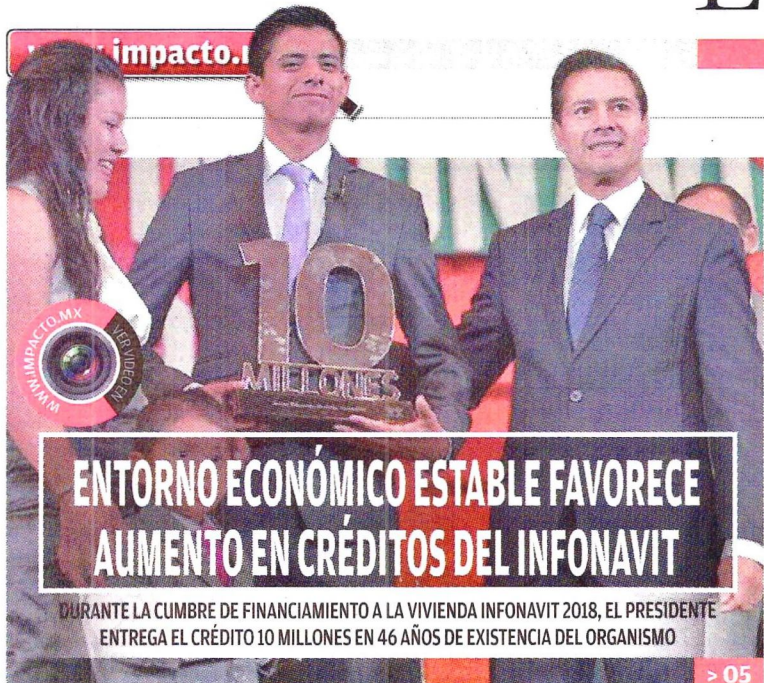 E
www.impacto.m
10
MILLONES
WWW.IMPACTO.MX
VER VIDEO EN
ENTORNO ECONÓMICO ESTABLE FAVORECE
AUMENTO EN CRÉDITOS DEL INFONAVIT
DURANTE LA CUMBRE DE FINANCIAMIENTO A LA VIVIENDA INFONAVIT 2018, EL PRESIDENTE
ENTREGA EL CRÉDITO 10 MILLONES EN 46 AÑOS DE EXISTENCIA DEL ORGANISMO
> 05